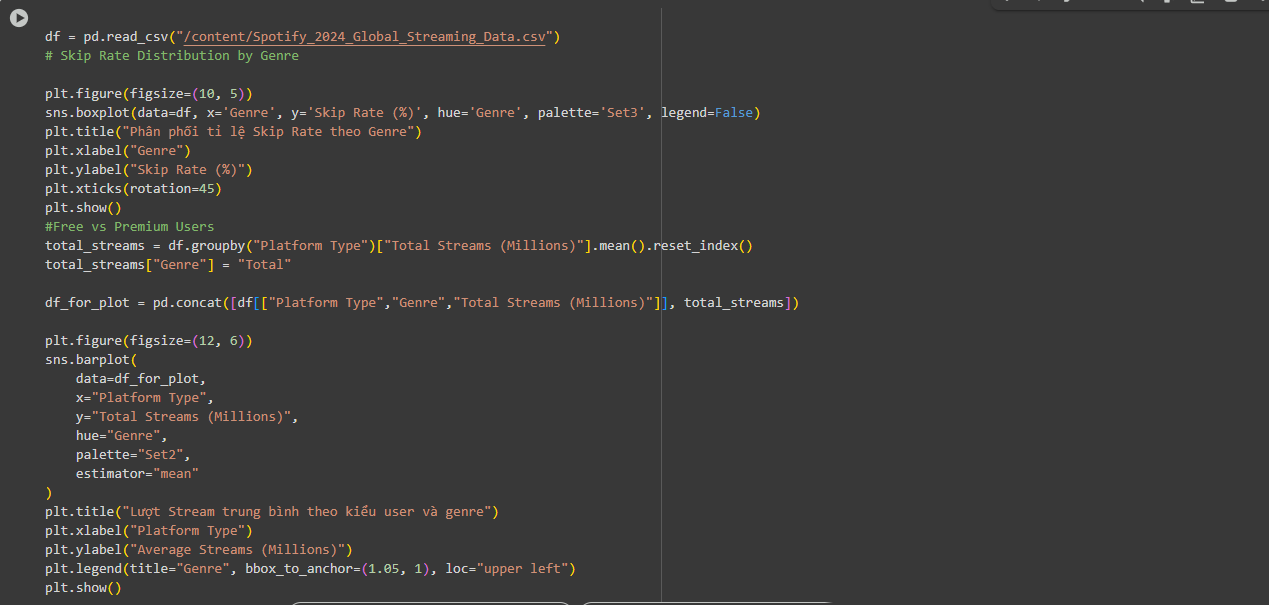 df = pd.read_csv("/content/Spotify_2024_Global_Streaming_Data.csv")
# Skip Rate Distribution by Genre
plt.figure(figsize=(10, 5))
sns.boxplot(data=df, x='Genre', y='Skip Rate (%)', hue='Genre', palette='Set3', legend=False)
plt.title("Phân phối tỉ lệ Skip Rate theo Genre")
plt.xlabel("Genre")
plt.ylabel("Skip Rate (%)")
plt.xticks(rotation=45)
plt.show()
#Free vs Premium Users
total_streams = df.groupby("Platform Type")["Total Streams (Millions)"].mean().reset_index()
total_streams["Genre"] = "Total"
df_for_plot = pd.concat([df[["Platform Type","Genre","Total Streams (Millions)"]], total_streams])
plt.figure(figsize=(12, 6))
sns.barplot(
    data=df_for_plot,
    x="Platform Type",
    y="Total Streams (Millions)",
    hue="Genre",
    palette="Set2",
    estimator="mean"
)
plt.title("Lượt Stream trung bình theo kiểu user và genre")
plt.xlabel("Platform Type")
plt.ylabel("Average Streams (Millions)")
plt.legend(title="Genre", bbox_to_anchor=(1.05, 1), loc="upper left")
plt.show()